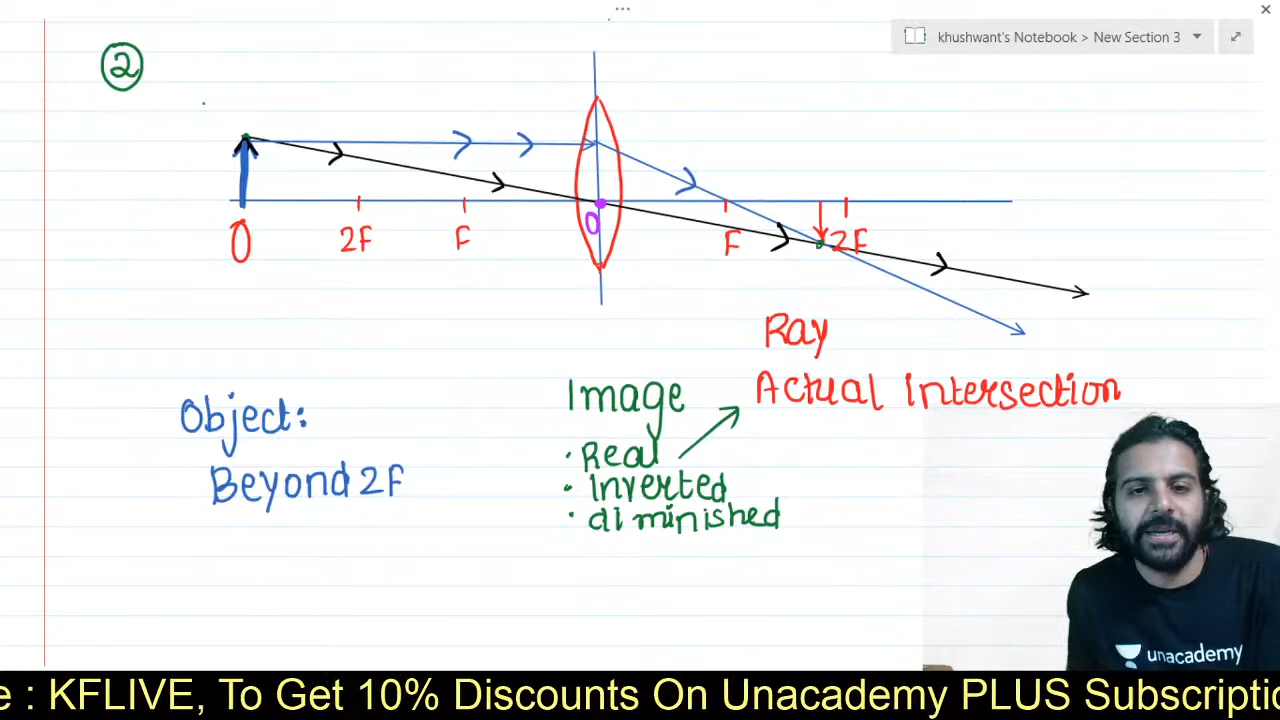 khushwant's Notebook > New Section 3
2
O
2F
F
O
F
2F
Ray
Actual intersection
Image
Object:
• Real
Beyond 2F
• Inverted
• diminished
unacademy
e : KFLIVE, To Get 10% Discounts On Unacademy PLUS Subscriptio